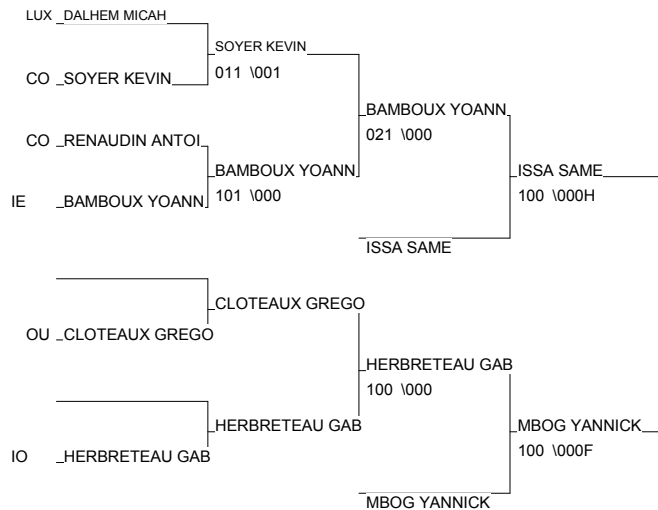 LUX DALHEM MICAH
SOYER KEVIN
011 \001
CO SOYER KEVIN
BAMBOUX YOANN
021 \000
CO RENAUDIN ANTOI
BAMBOUX YOANN
101 \000
ISSA SAME
100 \000H
IE BAMBOUX YOANN
ISSA SAME
CLOTEAUX GREGO
OU CLOTEAUX GREGO
HERBRETEAU GAB
100 \000
HERBRETEAU GAB
MBOG YANNICK
100 \000F
IO HERBRETEAU GAB
MBOG YANNICK